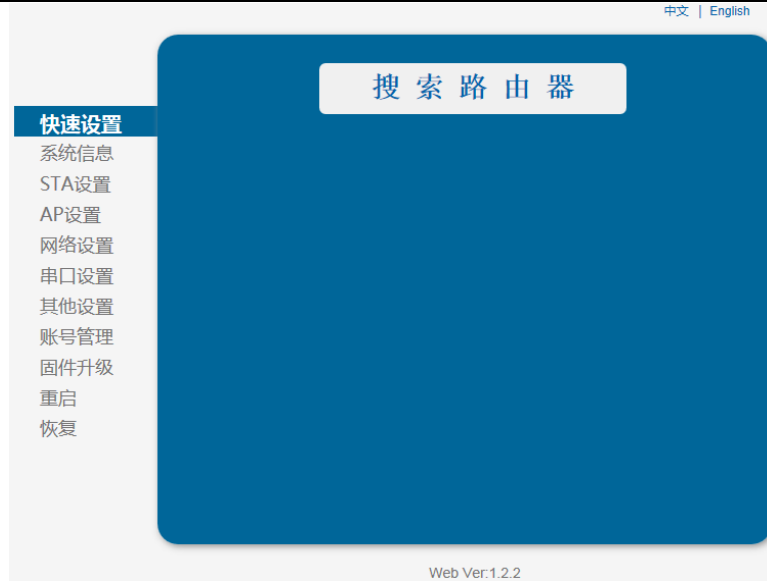 中文 | English
搜索路由器
快速设置
系统信息
STA设置
AP设置
网络设置
串口设置
其他设置
账号管理
固件升级
重启
恢复
Web Ver:1.2.2